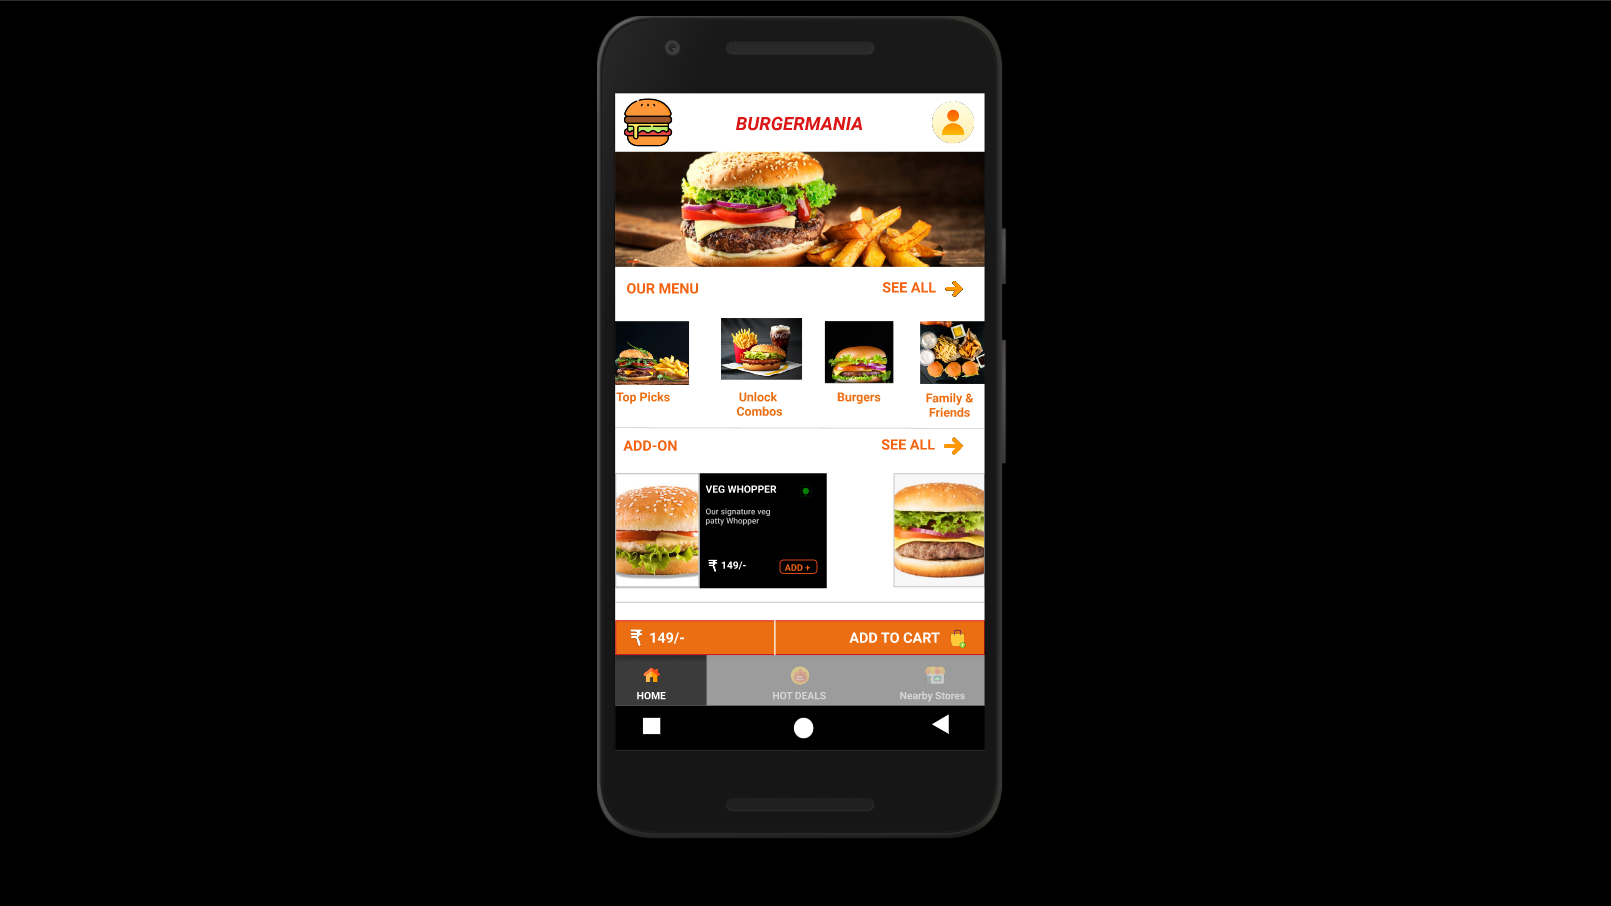 BURGERMANIA
OUR MENU
SEE ALL
Top Picks
Unlock
Combos
Burgers
Family &
Friends
ADD-ON
SEE ALL
VEG WHOPPER
Our signature veg
patty Whopper
₹ 149/-
ADD +
₹ 149/-
ADD TO CART
HOME
HOT DEALS
Nearby Stores